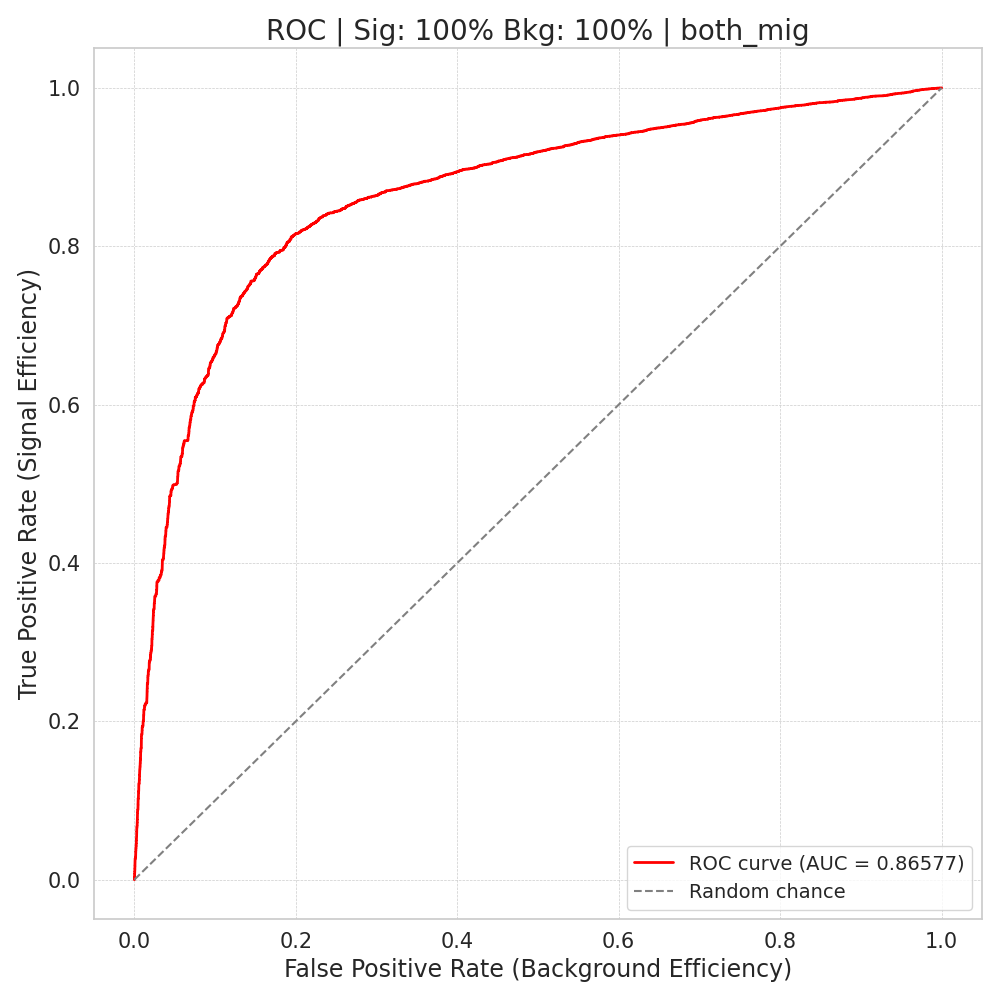 ROC | Sig: 100% Bkg: 100% | both_mig
1.0
0.8
0.6
0.4
0.2
0.0
True Positive Rate (Signal Efficiency)
ROC curve (AUC = 0.86577)
Random chance
0.0 0.2 0.4 0.6 0.8 1.0
False Positive Rate (Background Efficiency)